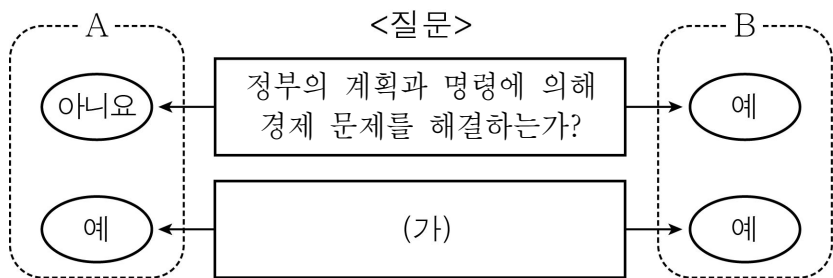 A <질문> B
아니요 정부의 계획과 명령에 의해 예
경제 문제를 해결하는가?
예 (가) 예